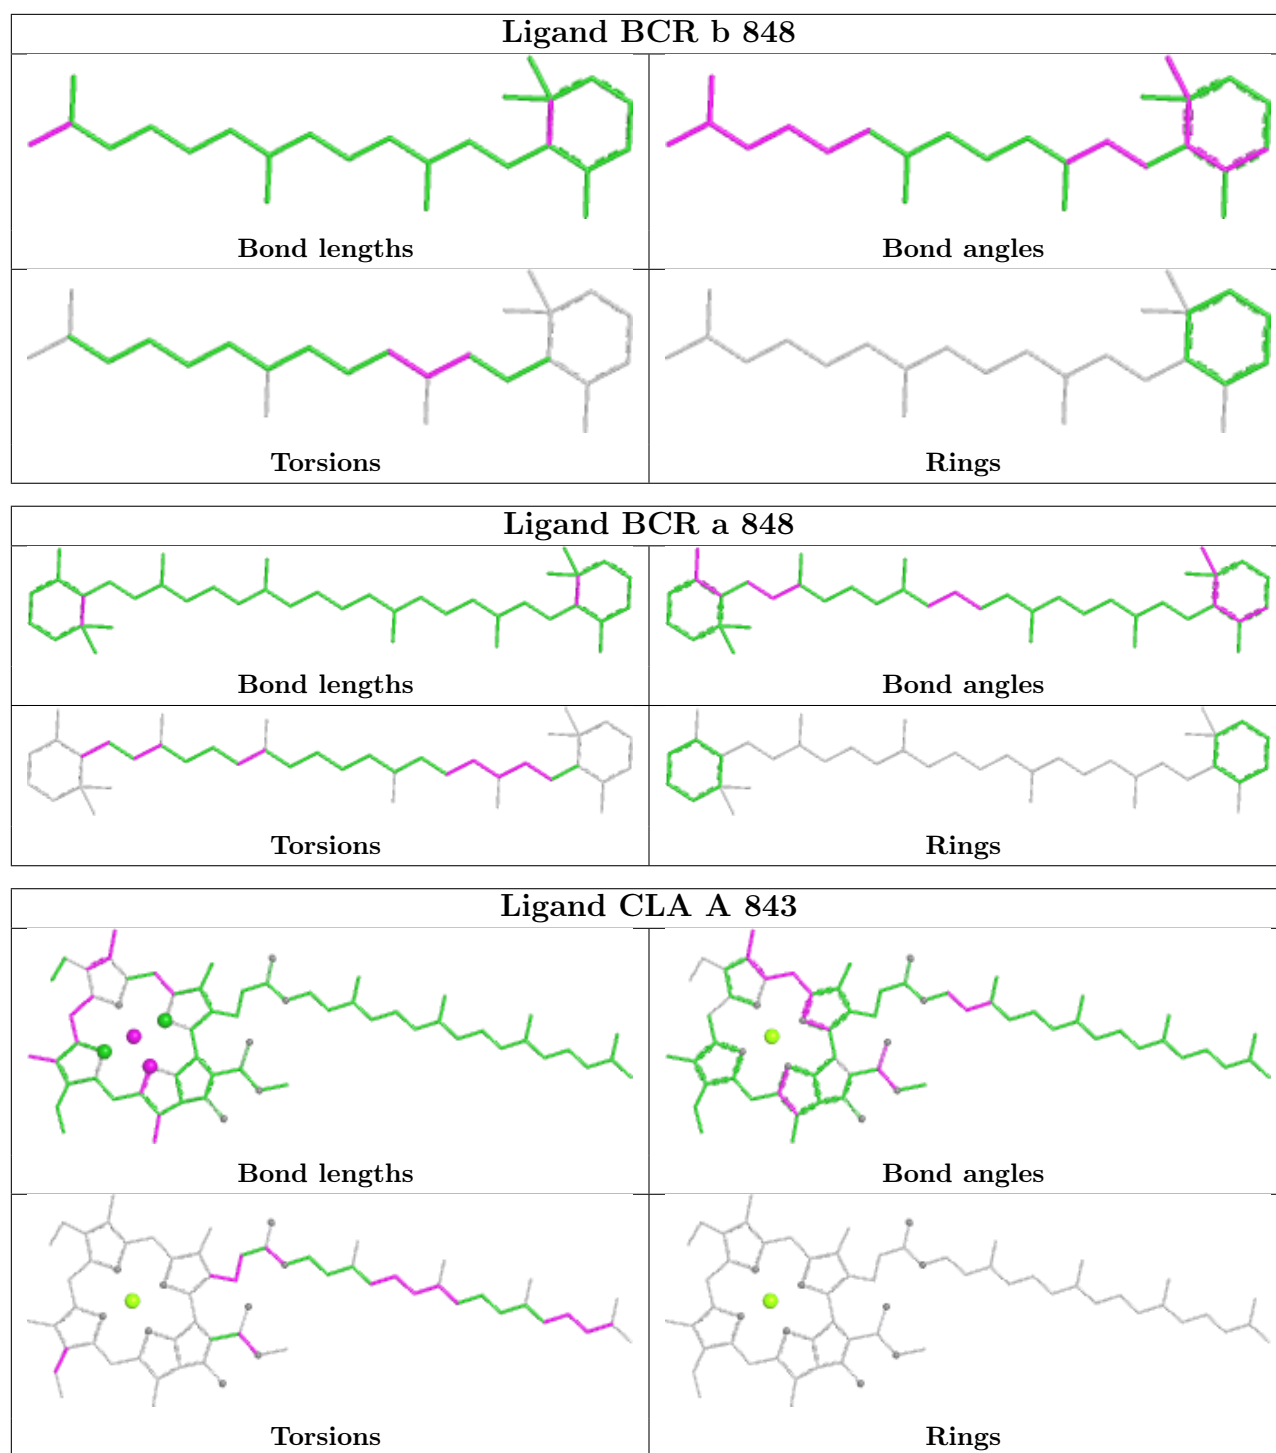 Ligand BCR b 848
Bond lengths
Bond angles
Torsions
Rings
Ligand BCR a 848
Bond lengths
Bond angles
Torsions
Rings
Ligand CLA A 843
Bond lengths
Bond angles
Torsions
Rings